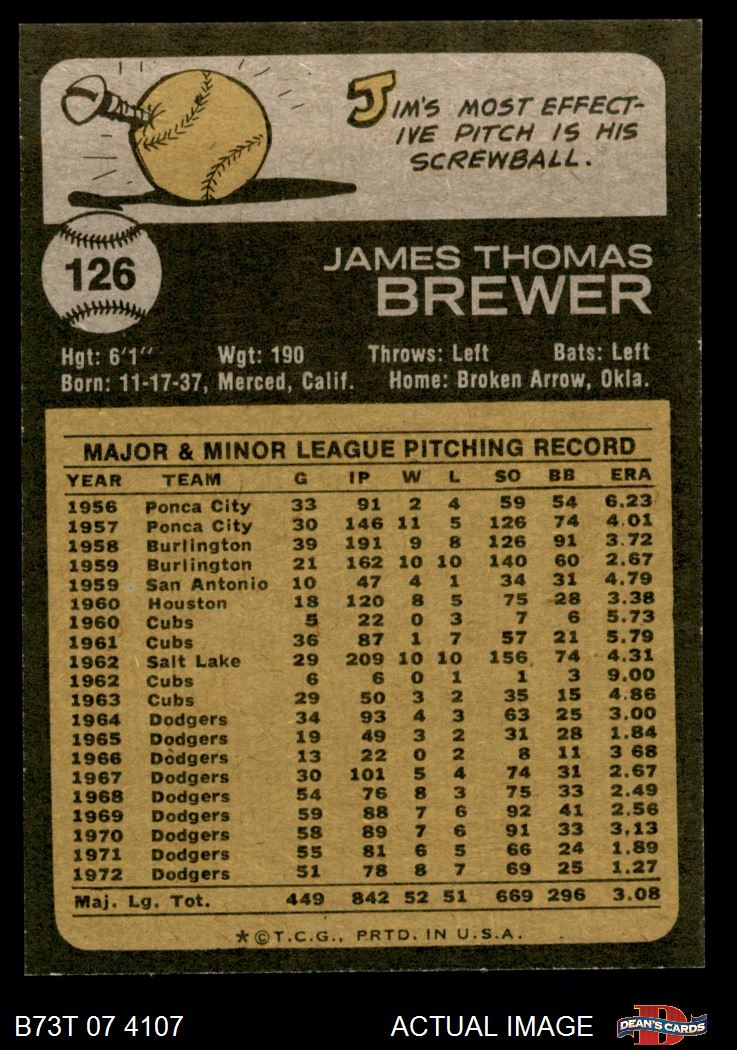 JIM'S MOST EFFECT-
IVE PITCH IS HIS
SCREWBALL.
126
JAMES THOMAS
BREWER
Hgt: 6'1" Wgt: 190 Throws: Left Bats: Left
Born: 11-17-37, Merced, Calif. Home: Broken Arrow, Okla.
MAJOR & MINOR LEAGUE PITCHING RECORD
YEAR TEAM G IP W L SO BB ERA
1956 Ponca City 33 91 2 4 59 54 6.23
1957 Ponca City 30 146 11 5 126 74 4.01
1958 Burlington 39 191 9 8 126 91 3.72
1959 Burlington 21 162 10 10 140 60 2.67
1959 San Antonio 10 47 4 1 34 31 4.79
1960 Houston 18 120 8 5 75 28 3.38
1960 Cubs 5 22 0 3 7 6 5.73
1961 Cubs 36 87 1 7 57 21 5.79
1962 Salt Lake 29 209 10 10 156 74 4.31
1962 Cubs 6 6 0 1 1 3 9.00
1963 Cubs 29 50 3 2 35 15 4.86
1964 Dodgers 34 93 4 3 63 25 3.00
1965 Dodgers 19 49 3 2 31 28 1.84
1966 Dodgers 13 22 0 2 8 11 3 68
1967 Dodgers 30 101 5 4 74 31 2.67
1968 Dodgers 54 76 8 3 75 33 2.49
1969 Dodgers 59 88 7 6 92 41 2.56
1970 Dodgers 58 89 7 6 91 33 3.13
1971 Dodgers 55 81 6 5 66 24 1.89
1972 Dodgers 51 78 8 7 69 25 1.27
Maj. Lg. Tot. 449 842 52 51 669 296 3.08
*©T.C.G., PRTD. IN U.S.A.
B73T 07 4107 ACTUAL IMAGE D DEAN'S CARDS